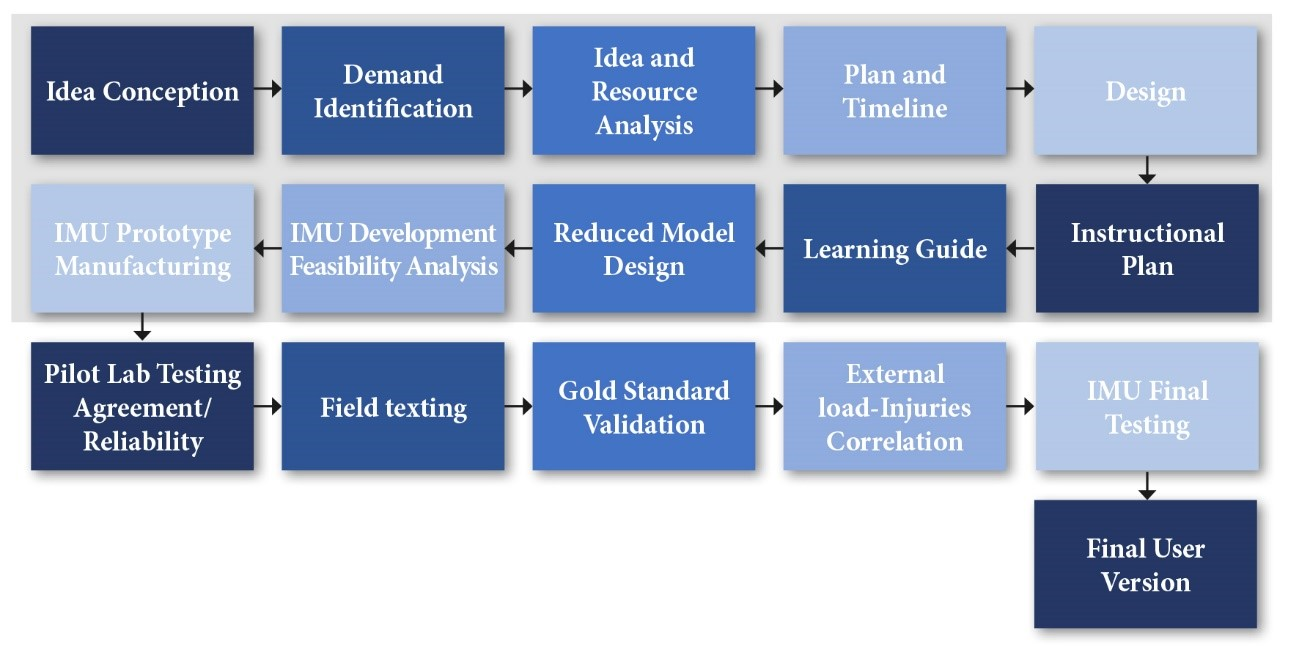 Idea Conception
Demand
Identification
Idea and
Resource
Analysis
Plan and
Timeline
Design
Instructional
Plan
Learning Guide
Reduced Model
Design
IMU Development
Feasibility Analysis
IMU Prototype
Manufacturing
Pilot Lab Testing
Agreement/
Reliability
Field texting
Gold Standard
Validation
External
load-Injuries
Correlation
IMU Final
Testing
Final User
Version